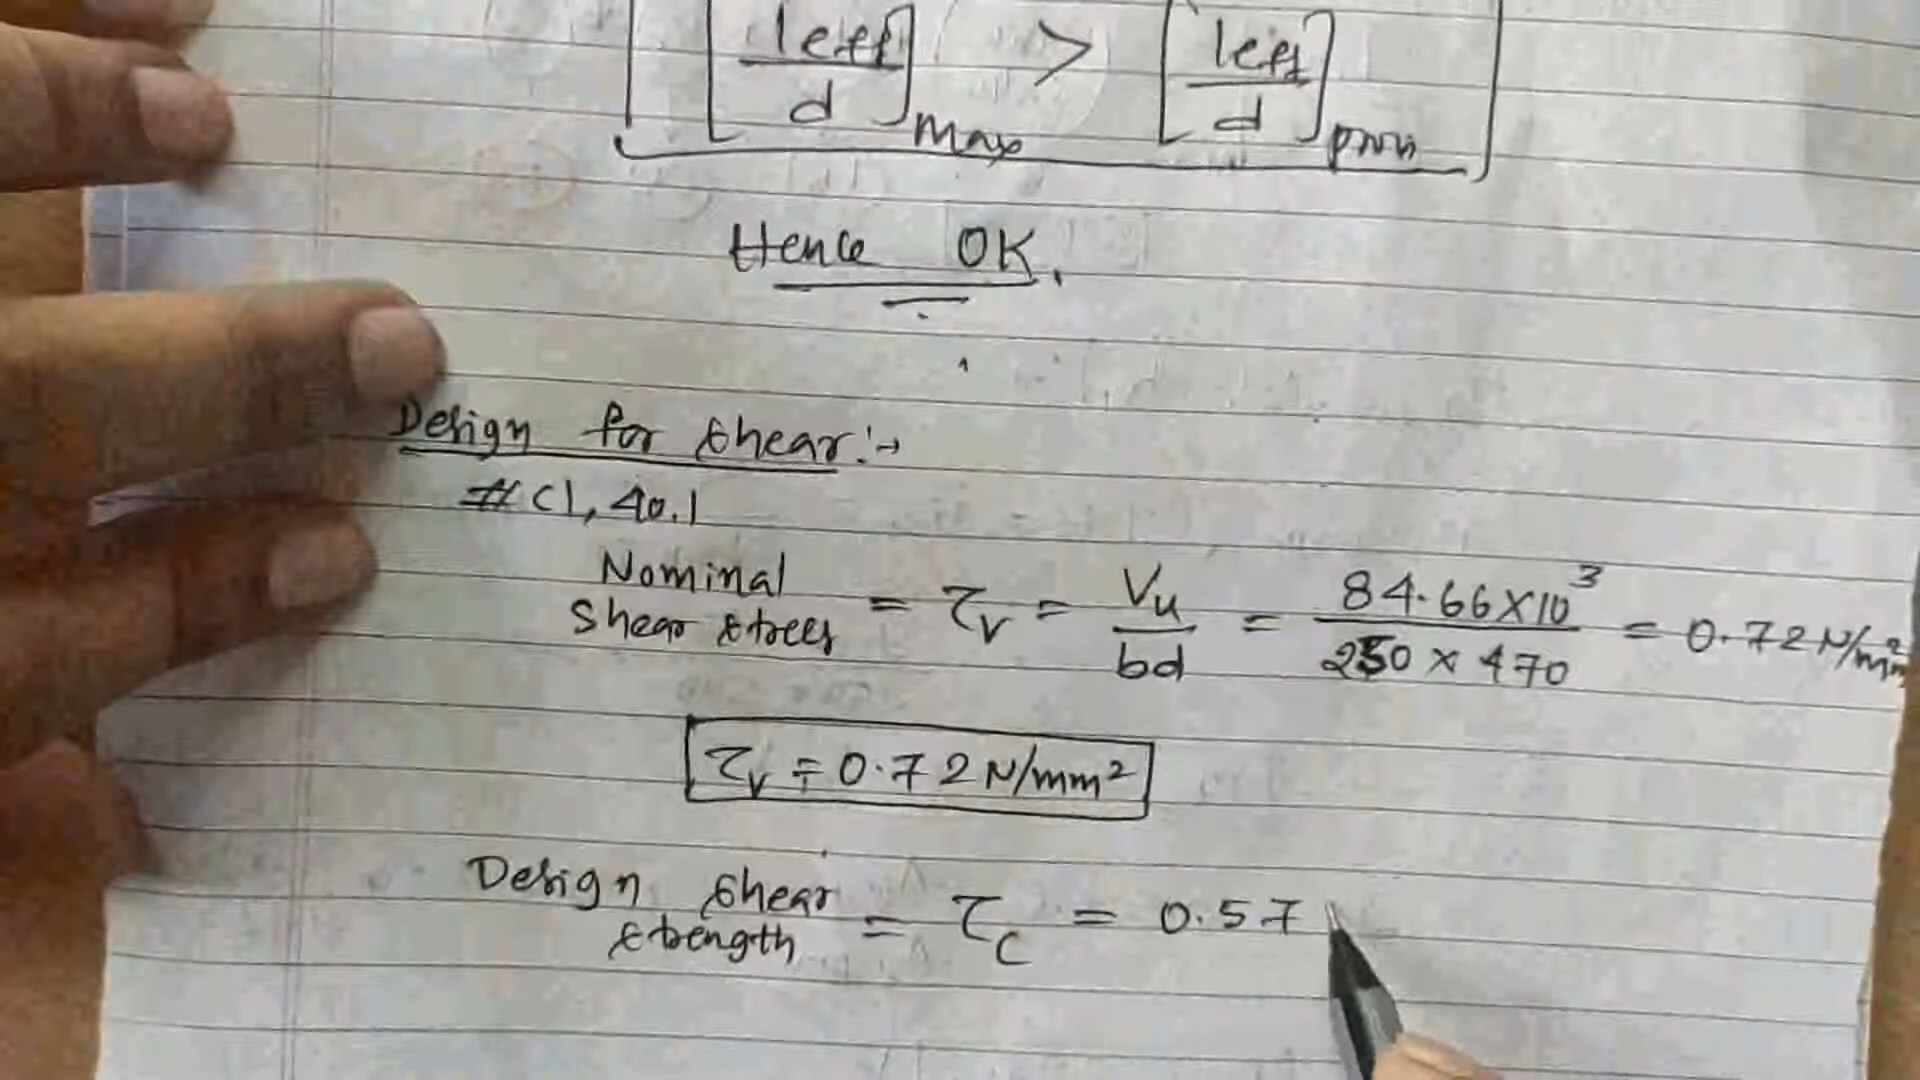 [leff/d]max > [leff/d]prov
Hence OK.
Design for shear:→
# Cl, 40.1
Nominal Shear stress = τv = Vu/bd = 84.66×10³/250×470 = 0.72 N/mm²
τv = 0.72 N/mm²
Design shear strength = τc = 0.57